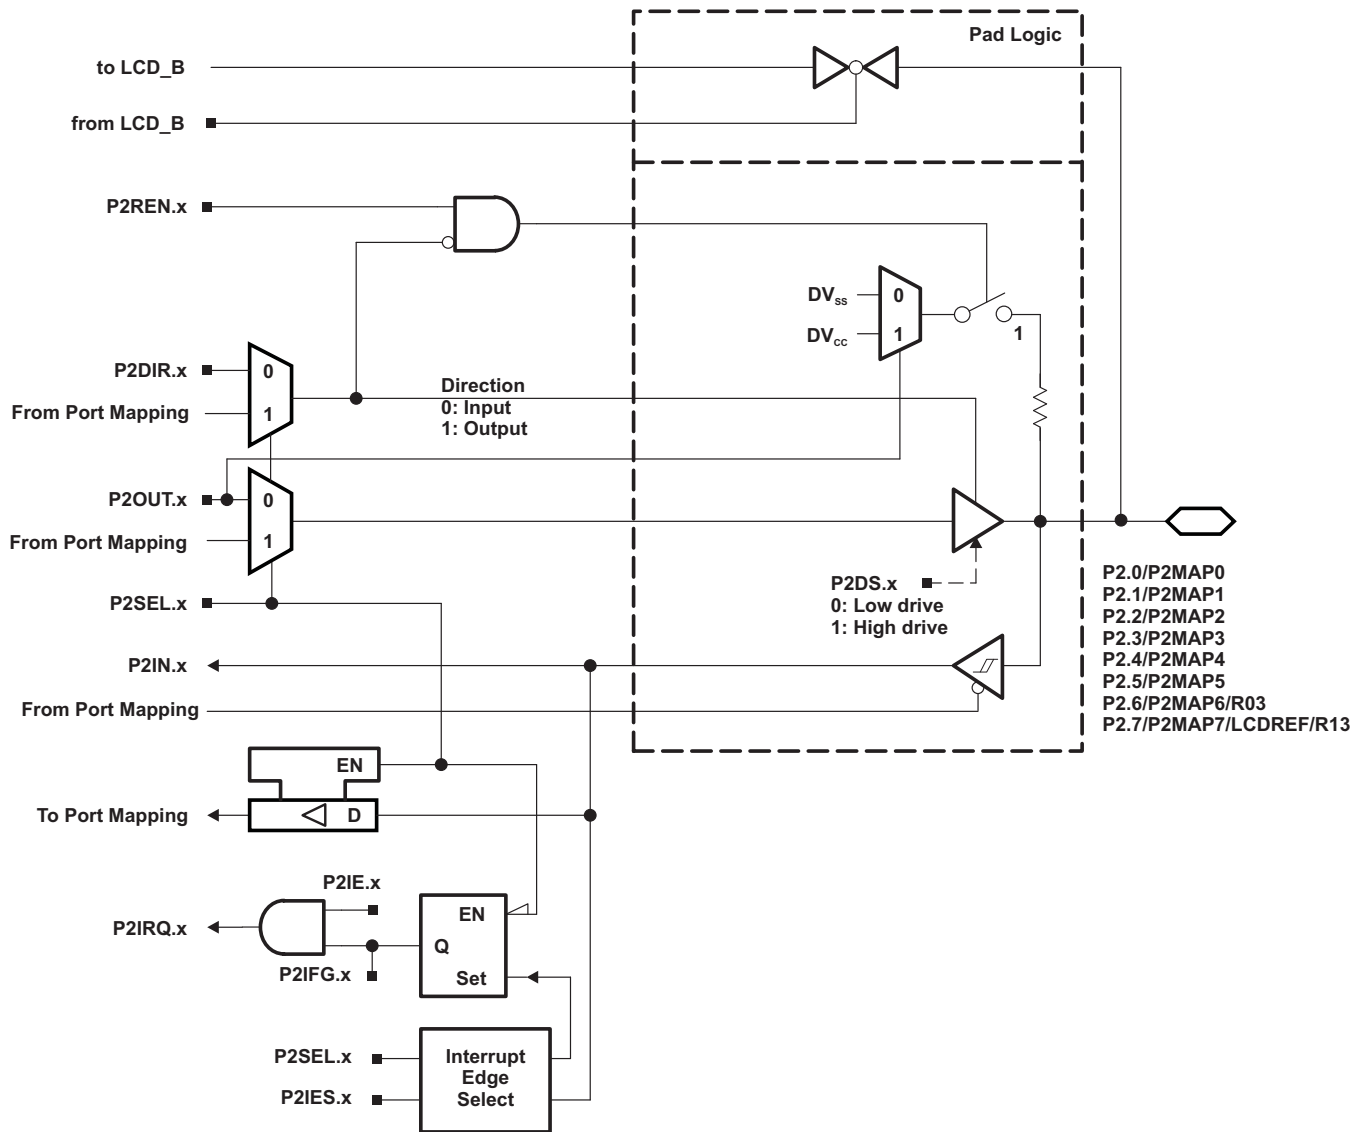 Pad Logic
to LCD_B
from LCD_B
P2REN.x
DVSS
0
DVCC
1
1
P2DIR.x
0
From Port Mapping
1
Direction
0: Input
1: Output
P2OUT.x
0
From Port Mapping
1
P2DS.x
0: Low drive
1: High drive
P2SEL.x
P2IN.x
From Port Mapping
P2.0/P2MAP0
P2.1/P2MAP1
P2.2/P2MAP2
P2.3/P2MAP3
P2.4/P2MAP4
P2.5/P2MAP5
P2.6/P2MAP6/R03
P2.7/P2MAP7/LCDREF/R13
EN
To Port Mapping
D
P2IE.x
P2IRQ.x
P2IFG.x
EN
Q
Set
P2SEL.x
P2IES.x
Interrupt
Edge
Select